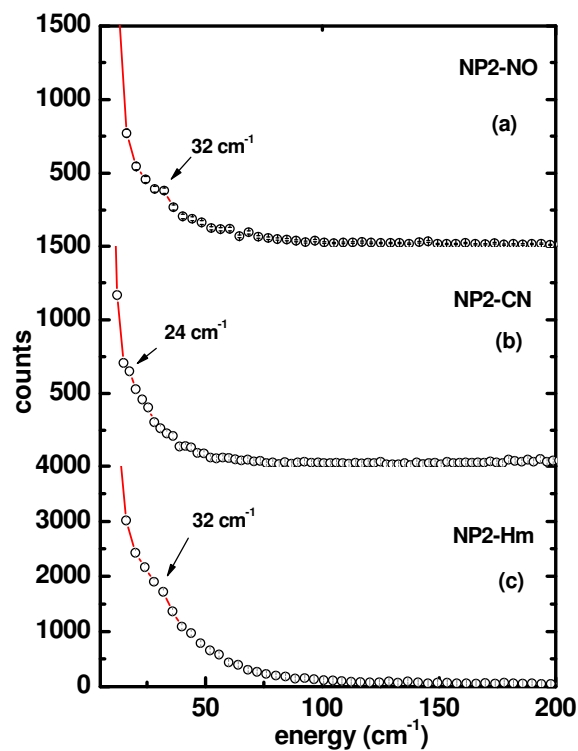 1500
NP2-NO
1000
(a)
32 cm⁻¹
500
1500
NP2-CN
24 cm⁻¹
1000
(b)
counts
500
4000
NP2-Hm
3000
32 cm⁻¹
(c)
2000
1000
0
50 100 150 200
energy (cm⁻¹)